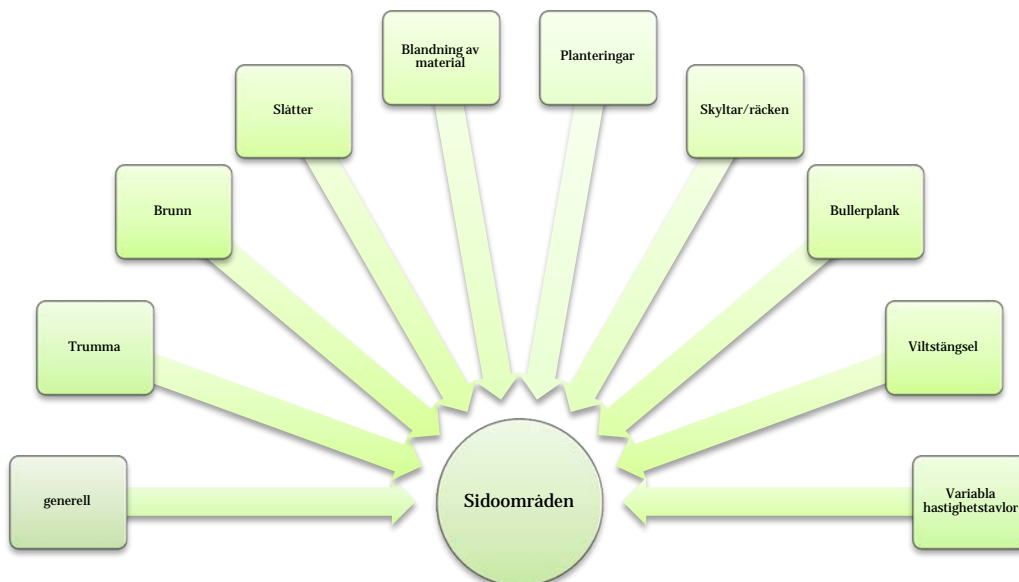 Blandning av
material
Planteringar
Slåtter
Skyltar/räcken
Brunn
Bullerplank
Trumma
Viltstängsel
generell
Sidoområden
Variabla
hastighetstavlor